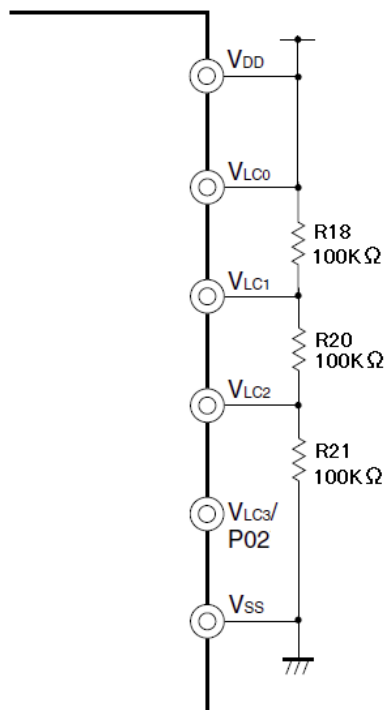 VDD
VLC0
R18
100KΩ
VLC1
R20
100KΩ
VLC2
R21
100KΩ
VLC3/
P02
VSS